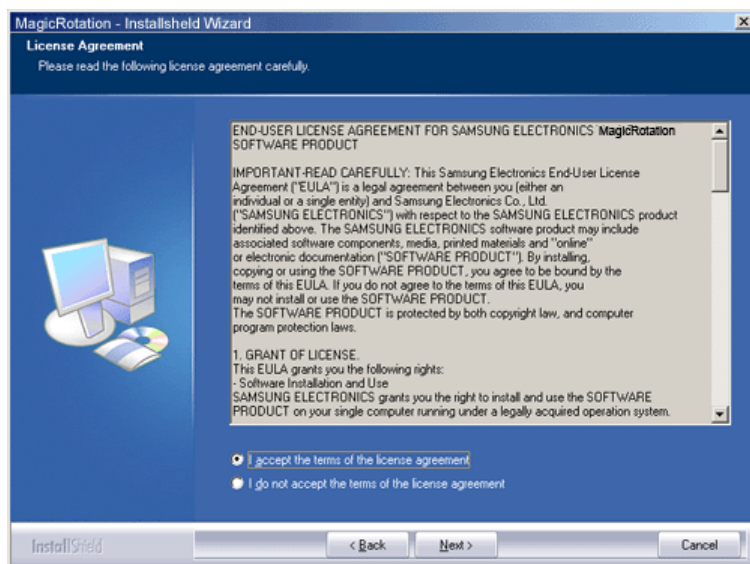 MagicRotation - Installsheld Wizard
License Agreement
Please read the following license agreement carefully.
END-USER LICENSE AGREEMENT FOR SAMSUNG ELECTRONICS MagicRotation
SOFTWARE PRODUCT
IMPORTANT-READ CAREFULLY: This Samsung Electronics End-User License
Agreement ("EULA") is a legal agreement between you (either an
individual or a single entity) and Samsung Electronics Co., Ltd.
("SAMSUNG ELECTRONICS") with respect to the SAMSUNG ELECTRONICS product
identified above. The SAMSUNG ELECTRONICS software product may include
associated software components, media, printed materials and "online"
or electronic documentation ("SOFTWARE PRODUCT"). By installing,
copying or using the SOFTWARE PRODUCT, you agree to be bound by the
terms of this EULA. If you do not agree to the terms of this EULA, you
may not install or use the SOFTWARE PRODUCT.
The SOFTWARE PRODUCT is protected by both copyright law, and computer
program protection laws.
1. GRANT OF LICENSE.
This EULA grants you the following rights:
- Software Installation and Use
SAMSUNG ELECTRONICS grants you the right to install and use the SOFTWARE
PRODUCT on your single computer running under a legally acquired operation system.
I accept the terms of the license agreement
I do not accept the terms of the license agreement
InstallShield
< Back
Next >
Cancel